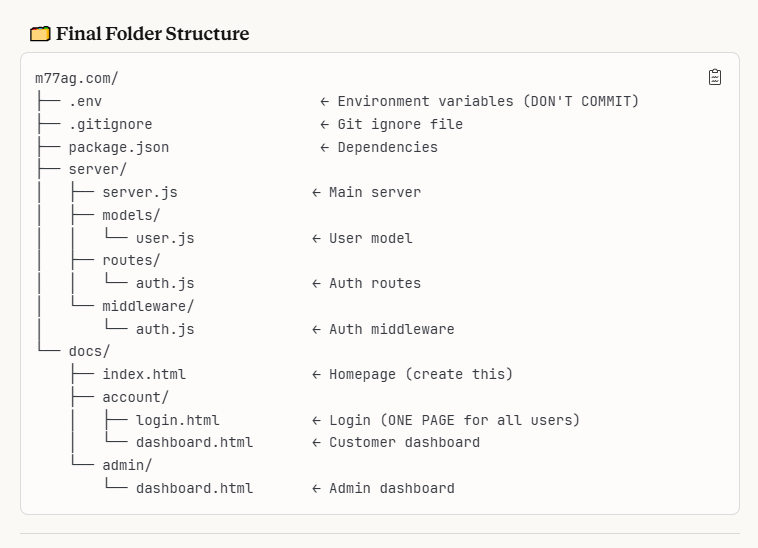 🗂️ Final Folder Structure
m77ag.com/
├── .env                          ← Environment variables (DON'T COMMIT)
├── .gitignore                    ← Git ignore file
├── package.json                  ← Dependencies
├── server/
│   ├── server.js                ← Main server
│   ├── models/
│   │   └── user.js              ← User model
│   ├── routes/
│   │   └── auth.js              ← Auth routes
│   └── middleware/
│       └── auth.js              ← Auth middleware
└── docs/
    ├── index.html               ← Homepage (create this)
    ├── account/
    │   ├── login.html           ← Login (ONE PAGE for all users)
    │   └── dashboard.html       ← Customer dashboard
    └── admin/
        └── dashboard.html       ← Admin dashboard